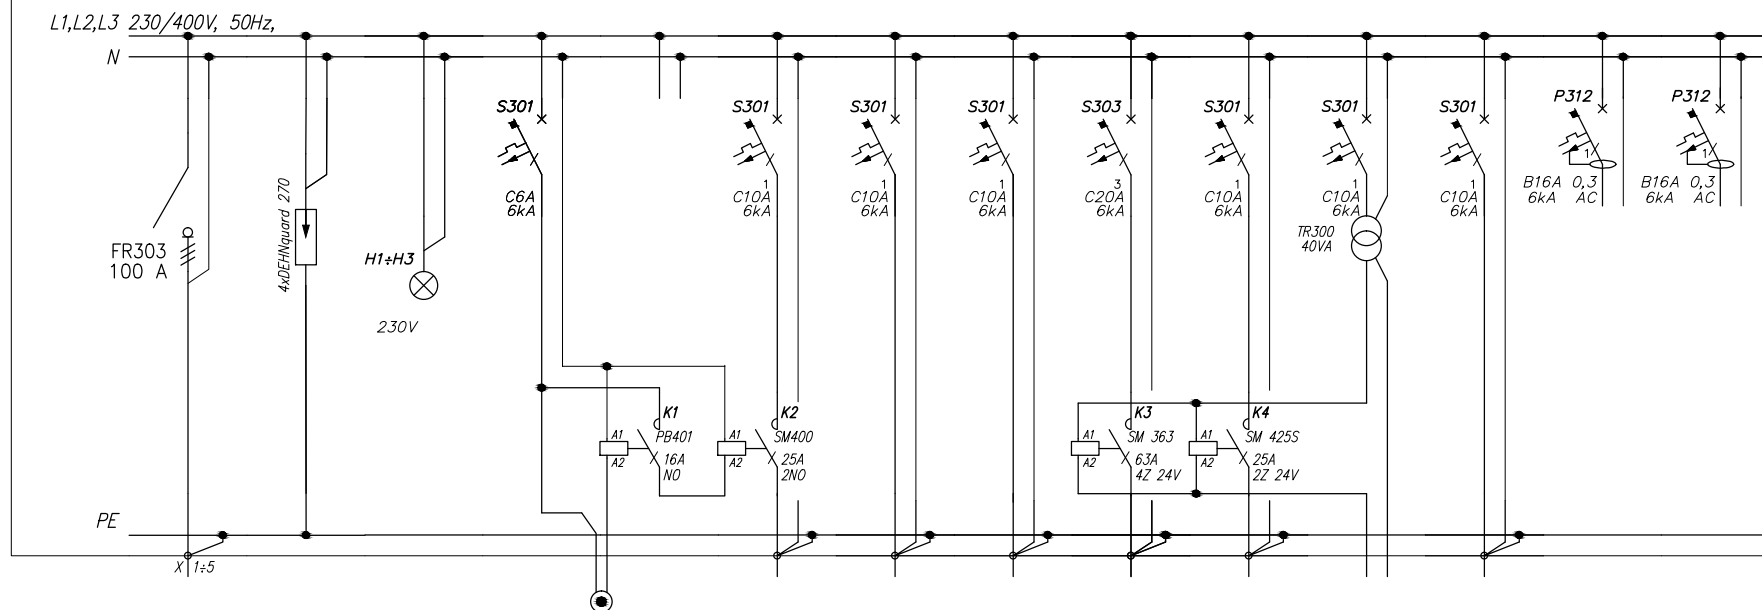 L1,L2,L3 230/400V, 50Hz,
N
FR303
100 A
4xDEHNquard 270
H1÷H3
230V
S301
C6A
6kA
S301
1
C10A
6kA
S301
1
C10A
6kA
S301
1
C10A
6kA
S303
3
C20A
6kA
S301
1
C10A
6kA
S301
1
C10A
6kA
TR300
40VA
S301
1
C10A
6kA
P312
1
B16A 0,3
6kA AC
P312
1
B16A 0,3
6kA AC
K1
A1
A2
PB401
16A
NO
K2
A1
A2
SM400
25A
2NO
K3
A1
A2
SM 363
63A
4Z 24V
K4
A1
A2
SM 425S
25A
2Z 24V
PE
X 1÷5